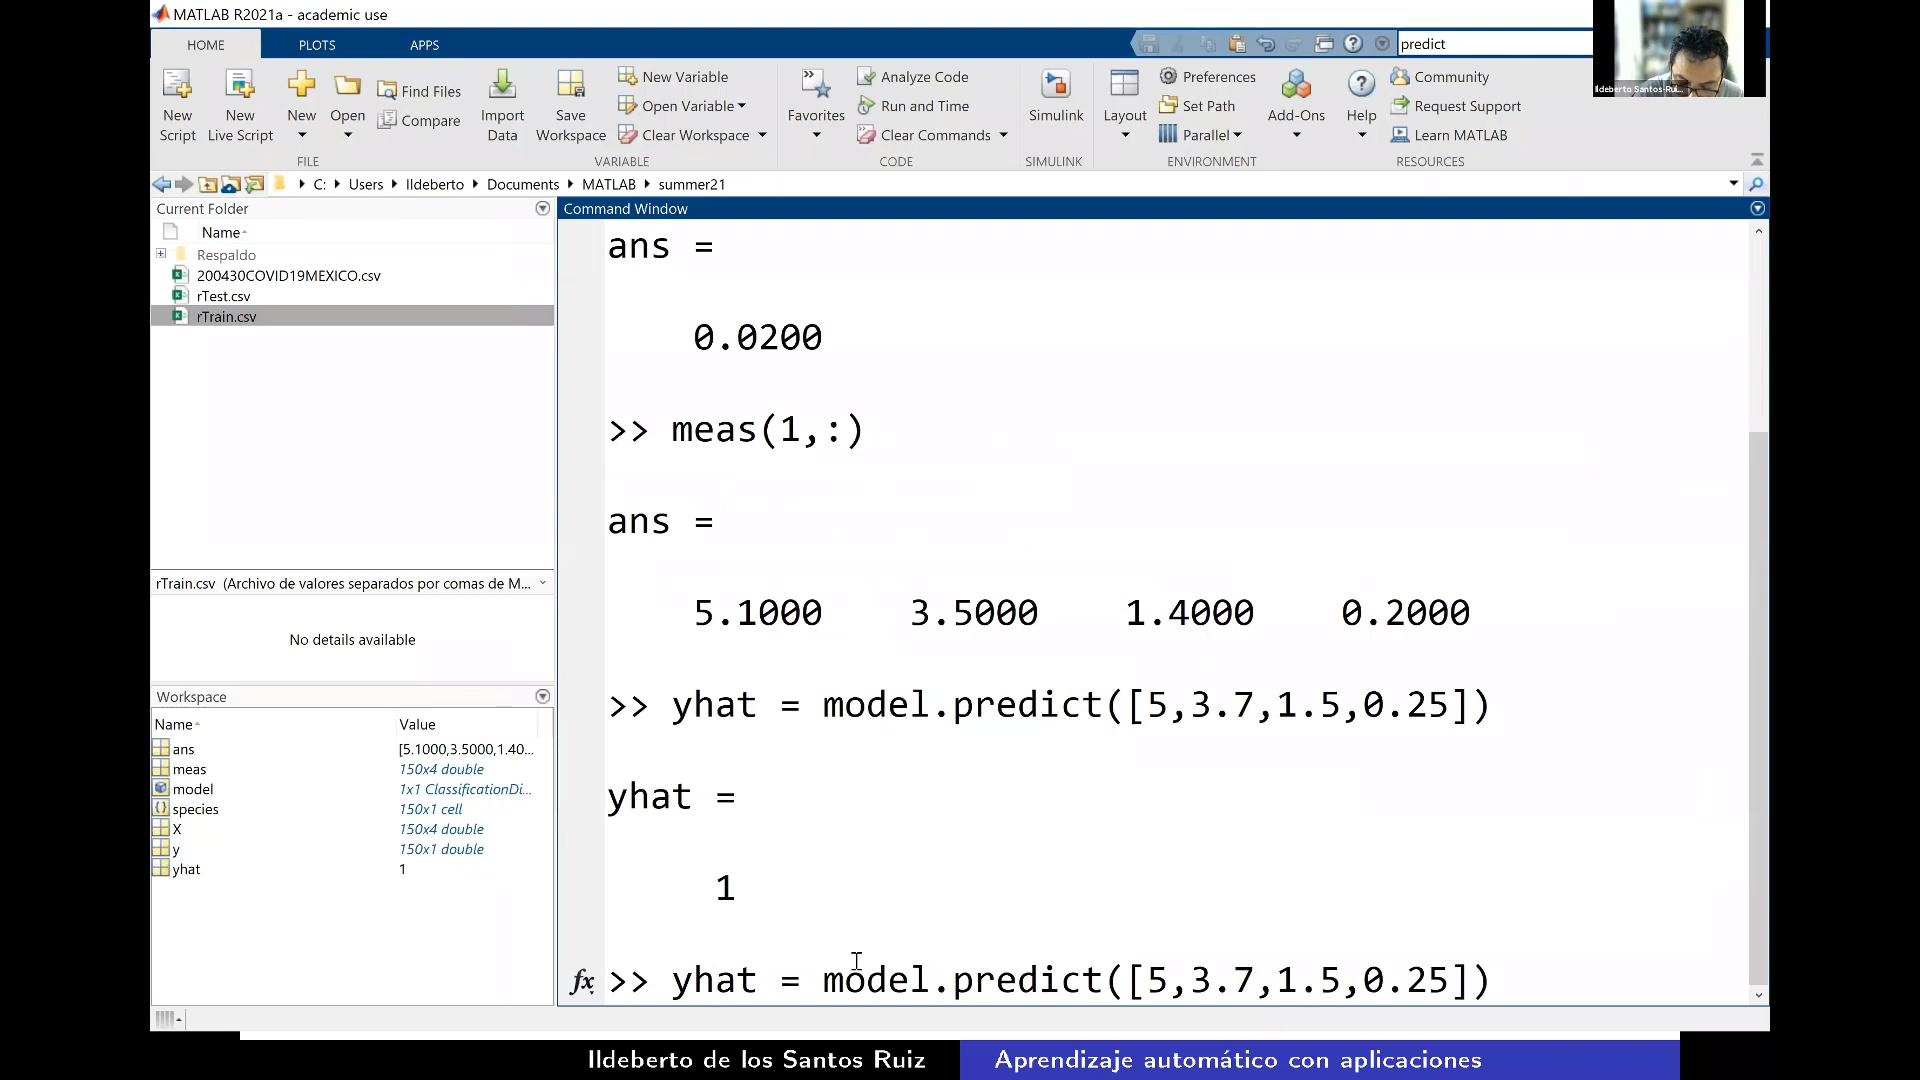 MATLAB R2021a - academic use
HOME
PLOTS
APPS
predict
Ildeberto Santos-Rui...
New Script
New Live Script
New
Open
Find Files
Compare
Import Data
Save Workspace
New Variable
Open Variable
Clear Workspace
Favorites
Analyze Code
Run and Time
Clear Commands
Simulink
Layout
Preferences
Set Path
Parallel
Add-Ons
Help
Community
Request Support
Learn MATLAB
FILE
VARIABLE
CODE
SIMULINK
ENVIRONMENT
RESOURCES
C: Users Ildeberto Documents MATLAB summer21
Current Folder
Name
Respaldo
200430COVID19MEXICO.csv
rTest.csv
rTrain.csv
rTrain.csv (Archivo de valores separados por comas de M...
No details available
Workspace
Name Value
ans [5.1000,3.5000,1.40...
meas 150x4 double
model 1x1 ClassificationDi...
species 150x1 cell
X 150x4 double
y 150x1 double
yhat 1
Command Window
ans =
0.0200
>> meas(1,:)
ans =
5.1000 3.5000 1.4000 0.2000
>> yhat = model.predict([5,3.7,1.5,0.25])
yhat =
1
fx >> yhat = model.predict([5,3.7,1.5,0.25])
Ildeberto de los Santos Ruiz
Aprendizaje automático con aplicaciones